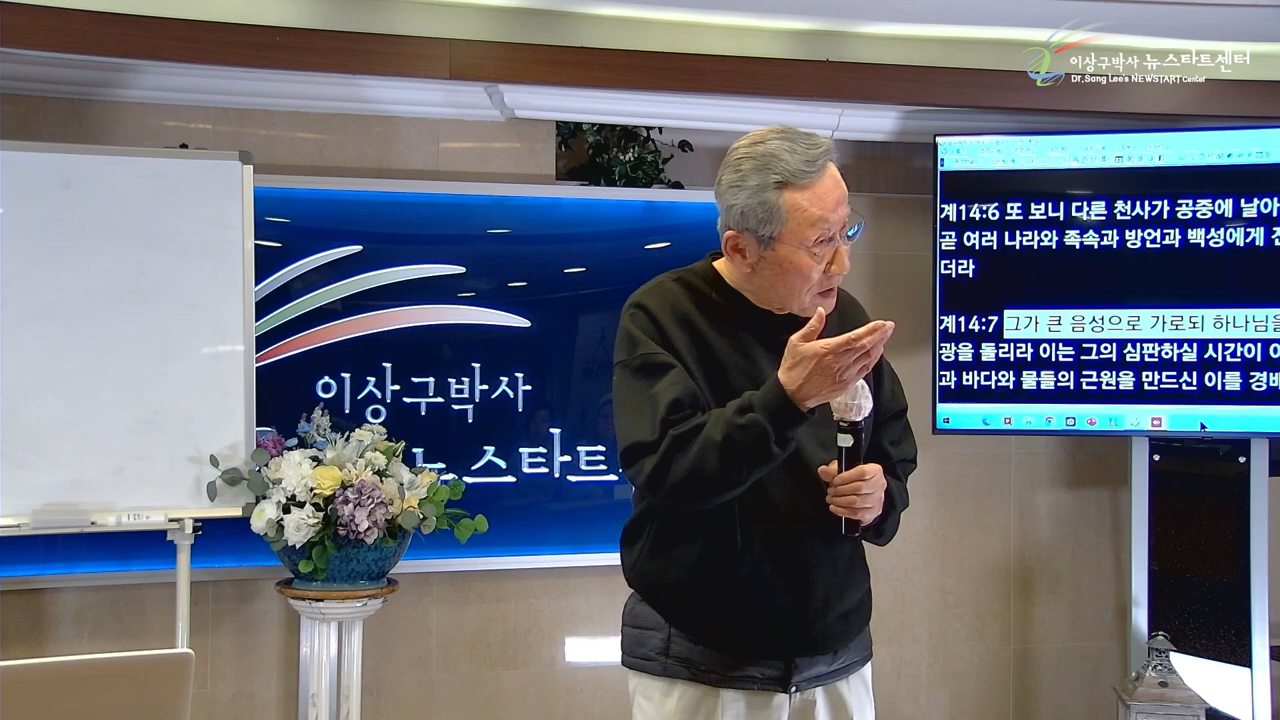 이상구박사 뉴스타트센터
Dr. Sang Lee's NEWSTART Center
이상구박사
뉴스타트
계14:6 또 보니 다른 천사가 공중에 날아
곧 여러 나라와 족속과 방언과 백성에게
더라
계14:7 그가 큰 음성으로 가로되 하나님을
광을 돌리라 이는 그의 심판하실 시간이
과 바다와 물들의 근원을 만드신 이를 경배